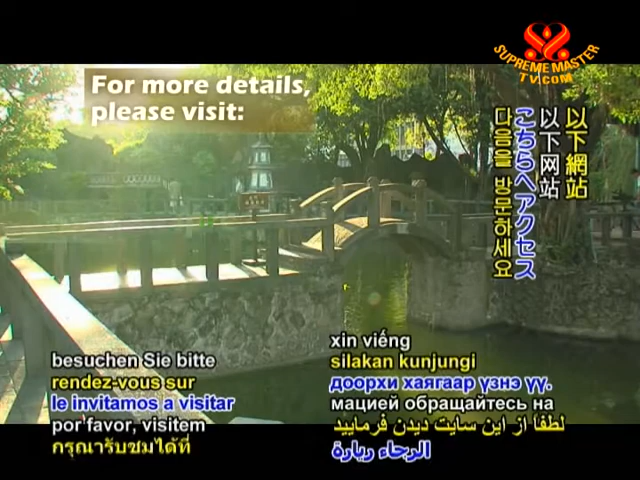 SUPREME MASTER
TV.COM
For more details,
please visit:
以下網站
以下网站
こちらへアクセス
다음을 방문하세요
besuchen Sie bitte
rendez-vous sur
le invitamos a visitar
por favor, visitem
กรุณารับชมได้ที่
xin viếng
silakan kunjungi
доорхи хаягаар үзнэ үү.
мацией обращайтесь на
لطفا از این سایت دیدن فرمایید
الرجاء زيارة